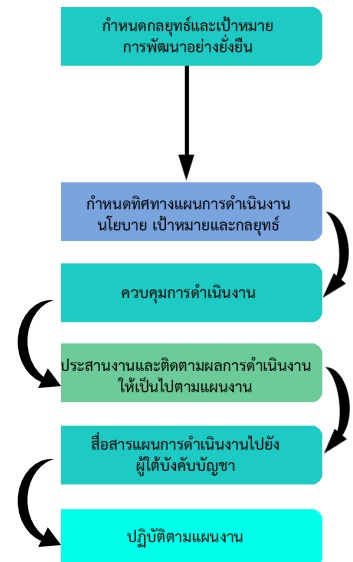 กำหนดกลยุทธ์และเป้าหมาย
การพัฒนาอย่างยั่งยืน
กำหนดทิศทางแผนการดำเนินงาน
นโยบาย เป้าหมายและกลยุทธ์
ควบคุมการดำเนินงาน
ประสานงานและติดตามผลการดำเนินงาน
ให้เป็นไปตามแผนงาน
สื่อสารแผนการดำเนินงานไปยัง
ผู้ใต้บังคับบัญชา
ปฏิบัติตามแผนงาน